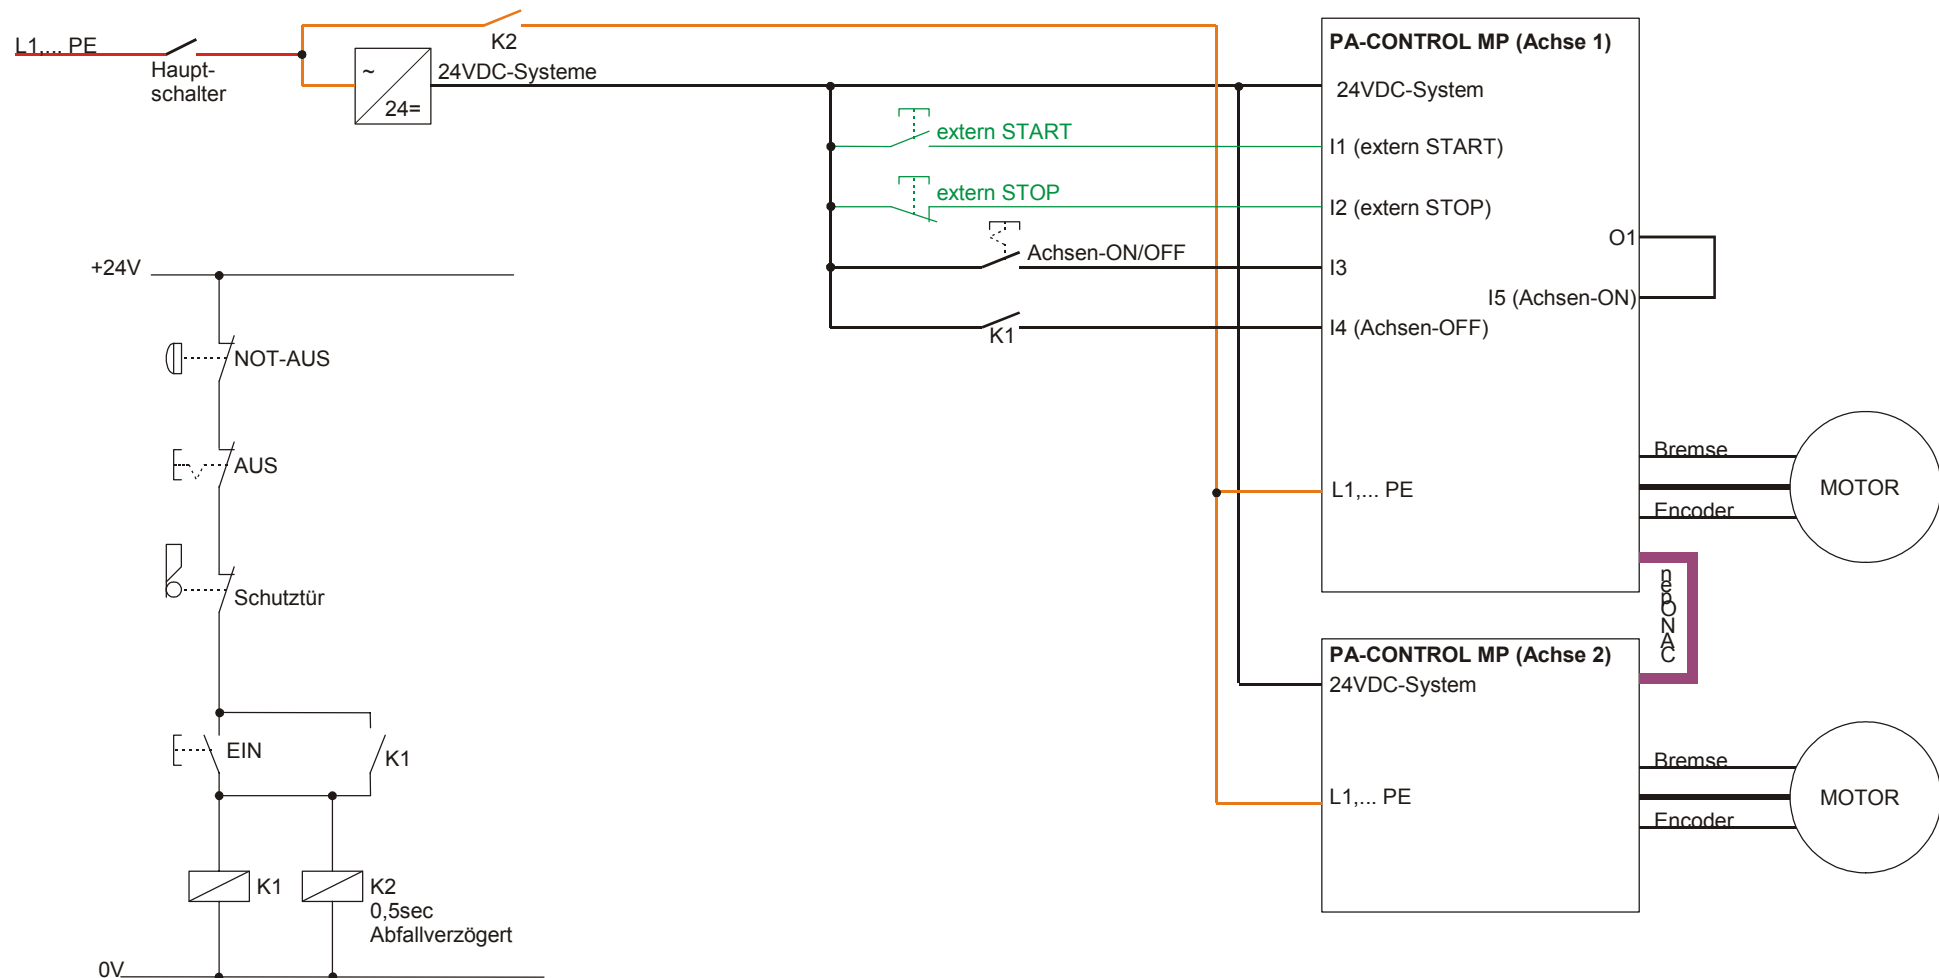 L1,... PE
Haupt-
schalter
K2
~
24=
24VDC-Systeme
extern START
extern STOP
Achsen-ON/OFF
K1
PA-CONTROL MP (Achse 1)
24VDC-System
I1 (extern START)
I2 (extern STOP)
I3
I4 (Achsen-OFF)
O1
I5 (Achsen-ON)
L1,... PE
Bremse
MOTOR
Encoder
CANOpen
PA-CONTROL MP (Achse 2)
24VDC-System
L1,... PE
Bremse
MOTOR
Encoder
+24V
NOT-AUS
AUS
Schutztür
EIN
K1
K1
K2
0,5sec
Abfallverzögert
0V